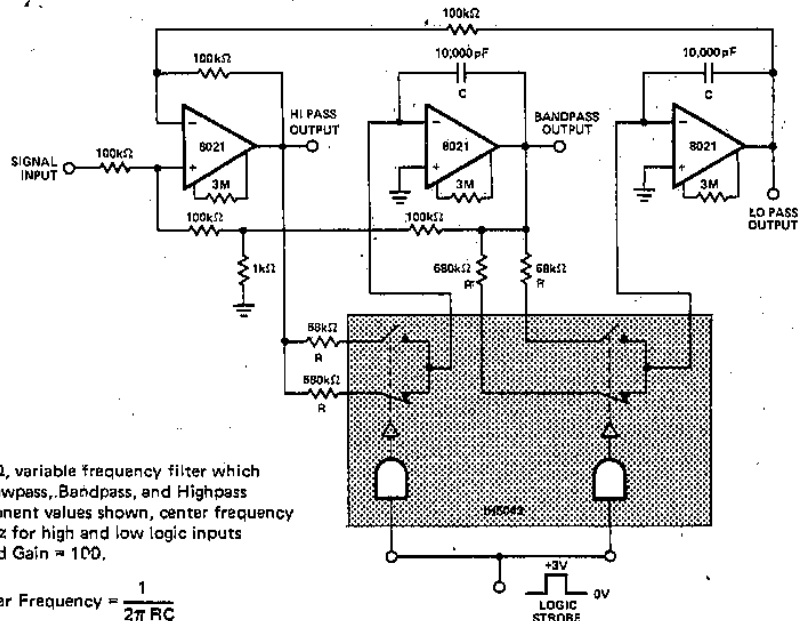 100kΩ
100kΩ
10,000pF
C
10,000pF
C
HI PASS
OUTPUT
BANDPASS
OUTPUT
8021
8021
8021
SIGNAL
INPUT
100kΩ
3M
3M
3M
LO PASS
OUTPUT
100kΩ
100kΩ
1kΩ
680kΩ
R
68kΩ
R
68kΩ
R
680kΩ
R
Ω, variable frequency filter which
wpass, Bandpass, and Highpass
onent values shown, center frequency
z for high and low logic inputs
d Gain = 100.
er Frequency = 1
2π RC
+3V
0V
LOGIC
STROBE